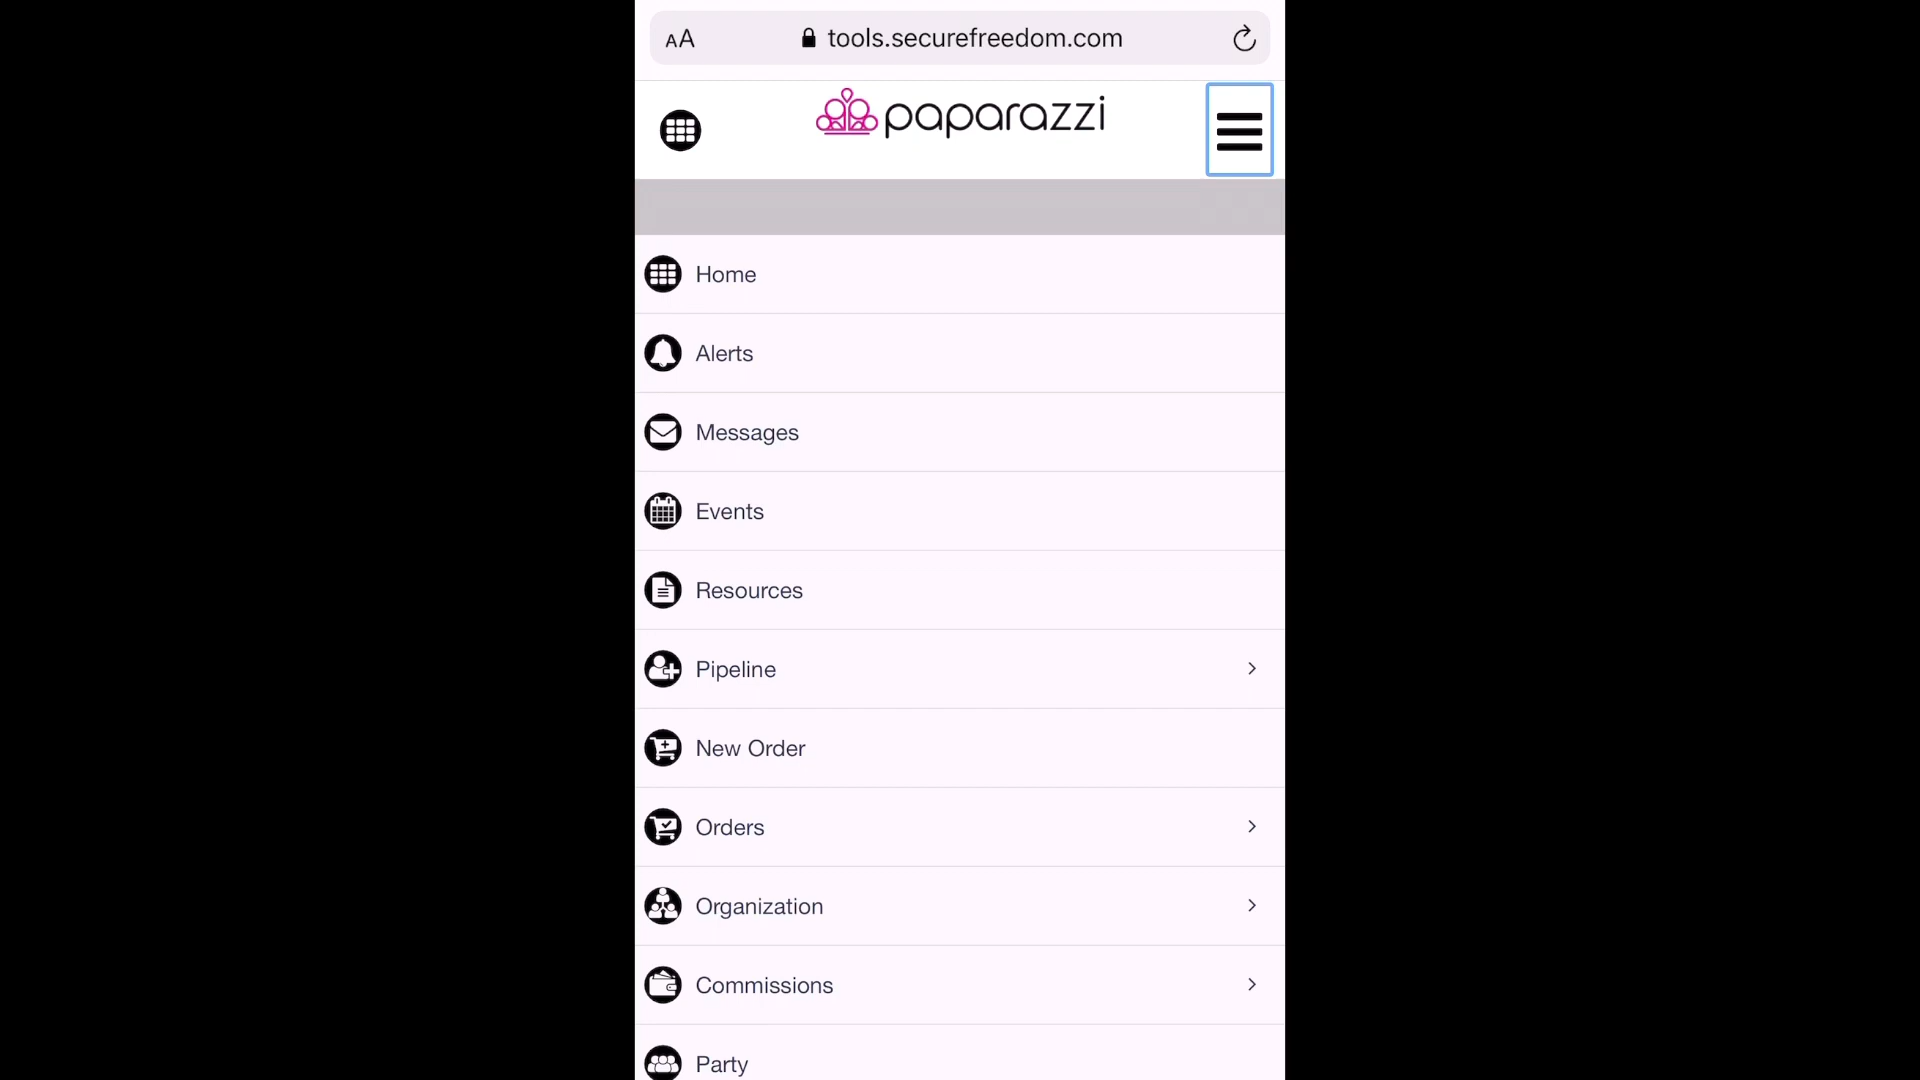 AA tools.securefreedom.com
paparazzi
Home
Alerts
Messages
Events
Resources
Pipeline
New Order
Orders
Organization
Commissions
Party